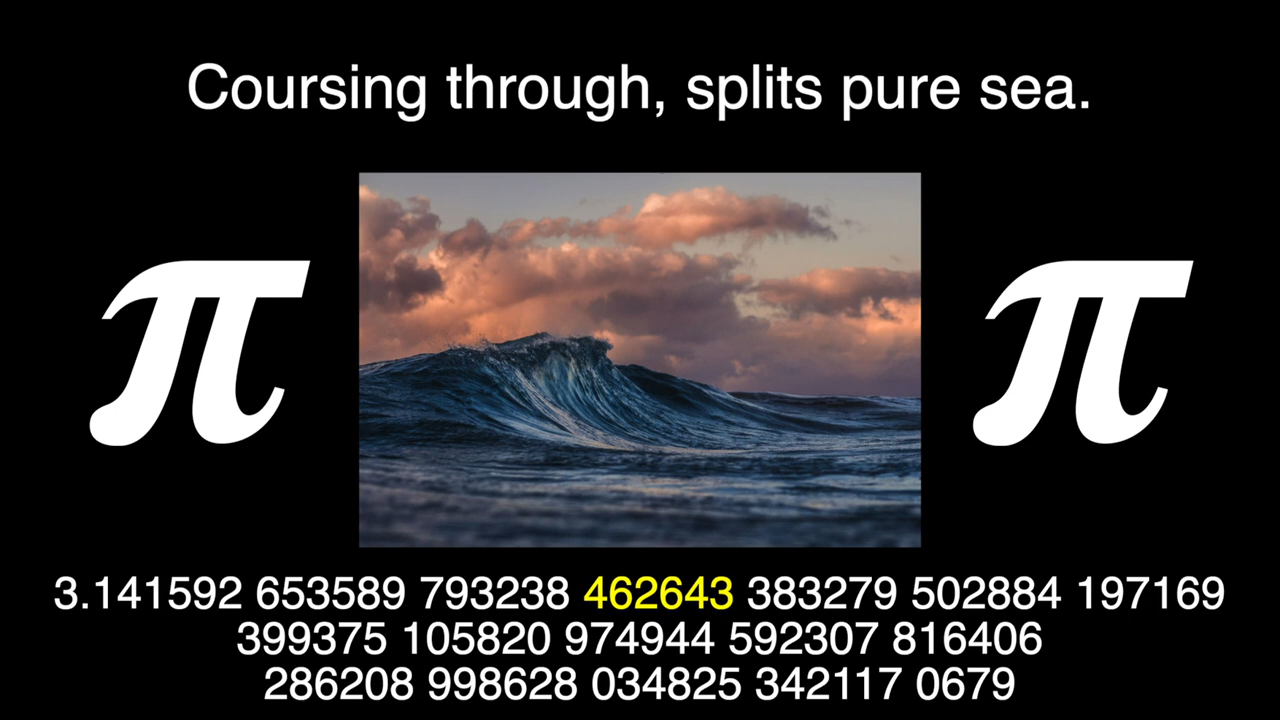 Coursing through, splits pure sea.
π π
3.141592 653589 793238 462643 383279 502884 197169
399375 105820 974944 592307 816406
286208 998628 034825 342117 0679